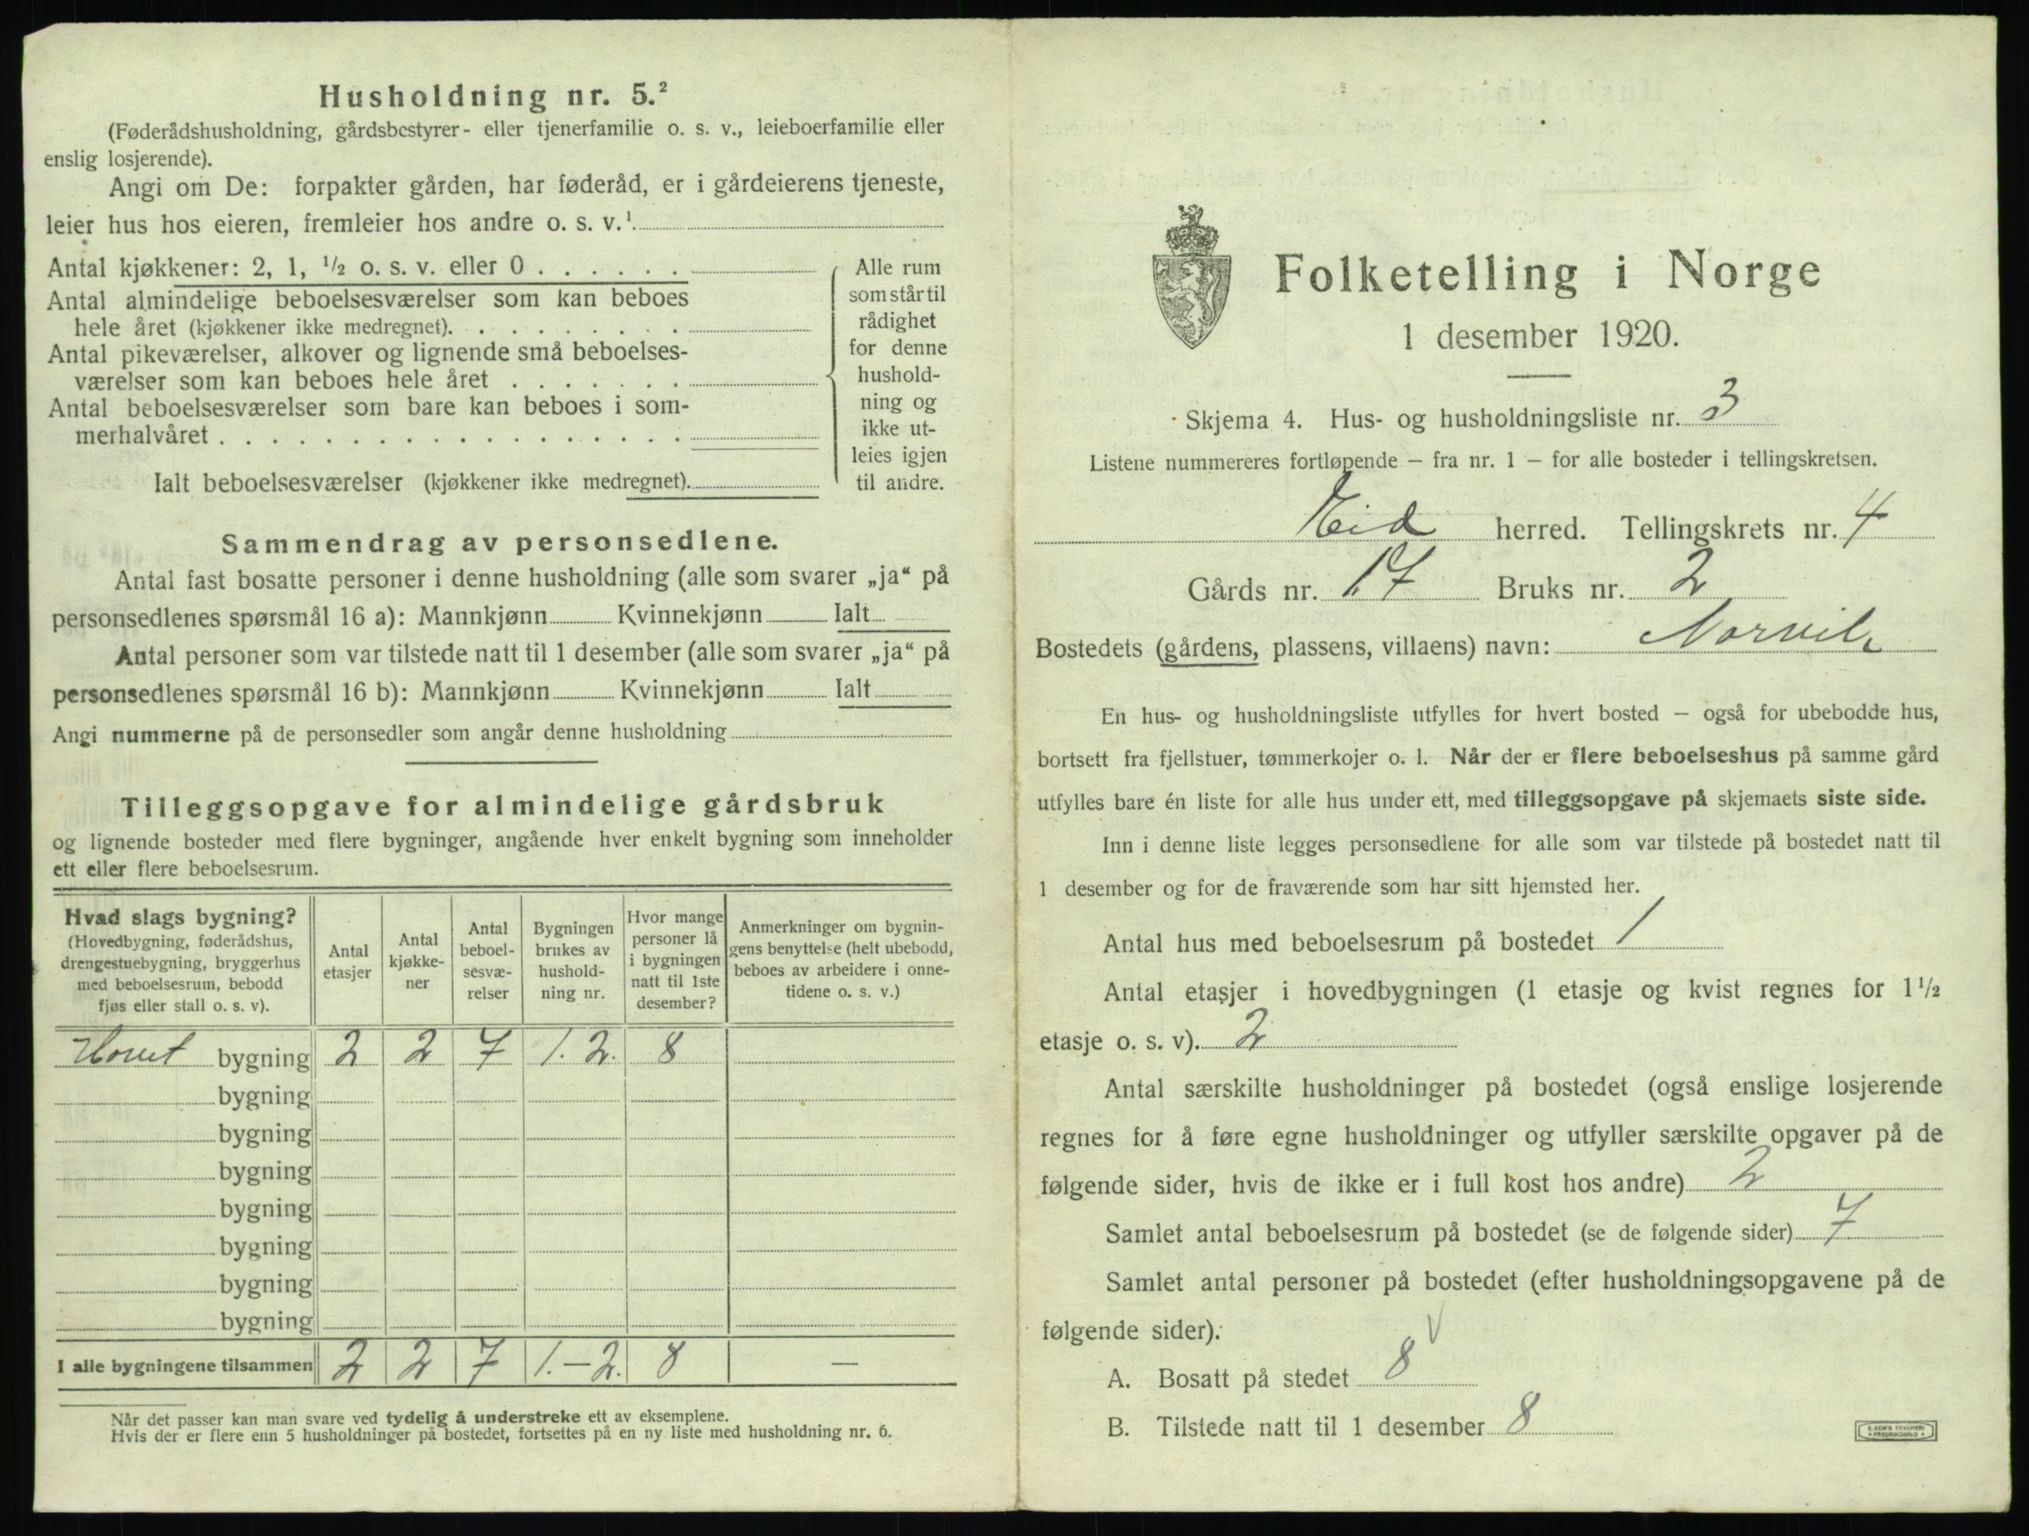 Husholdning nr. 5.²
(Føderådshusholdning, gårdsbestyrer- eller tjenerfamilie o. s. v., leieboerfamilie eller
enslig losjerende).
Angi om De: forpakter gården, har føderåd, er i gårdeierens tjeneste,
leier hus hos eieren, fremleier hos andre o. s. v.¹
Antal kjøkkener: 2, 1, ½ o. s. v. eller 0 . . . . . .
Antal almindelige beboelsesværelser som kan beboes
hele året (kjøkkener ikke medregnet). . . . . . . . .
Antal pikeværelser, alkover og lignende små beboelses-
værelser som kan beboes hele året . . . . . . .
Antal beboelsesværelser som bare kan beboes i som-
merhalvåret . . . . . . . . . . . . . . . . . .
Ialt beboelsesværelser (kjøkkener ikke medregnet).
Alle rum
som står til
rådighet
for denne
hushold-
ning og
ikke ut-
leies igjen
til andre.
Sammendrag av personsedlene.
Antal fast bosatte personer i denne husholdning (alle som svarer „ja“ på
personsedlenes spørsmål 16 a): Mannkjønn Kvinnekjønn Ialt
Antal personer som var tilstede natt til 1 desember (alle som svarer „ja“ på
personsedlenes spørsmål 16 b): Mannkjønn Kvinnekjønn Ialt
Angi nummerne på de personsedler som angår denne husholdning
Tilleggsopgave for almindelige gårdsbruk
og lignende bosteder med flere bygninger, angående hver enkelt bygning som inneholder
ett eller flere beboelsesrum.
Hvad slags bygning?
(Hovedbygning, føderådshus,
drengestuebygning, bryggerhus
med beboelsesrum, bebodd
fjøs eller stall o. s. v).
Antal
etasjer
Antal
kjøkke-
ner
Antal
beboel-
sesvæ-
relser
Bygningen
brukes av
hushold-
ning nr.
Hvor mange
personer lå
i bygningen
natt til 1ste
desember?
Anmerkninger om bygnin-
gens benyttelse (helt ubebodd,
beboes av arbeidere i onne-
tidene o. s. v.)
bygning 2 2 7 1. 2. 8
bygning
bygning
bygning
bygning
bygning
bygning
bygning
I alle bygningene tilsammen 2 2 7 1.–2. 8 —
Når det passer kan man svare ved tydelig å understreke ett av eksemplene.
Hvis der er flere enn 5 husholdninger på bostedet, fortsettes på en ny liste med husholdning nr. 6.
Folketelling i Norge
1 desember 1920.
Skjema 4. Hus- og husholdningsliste nr. 3
Listene nummereres fortløpende – fra nr. 1 – for alle bosteder i tellingskretsen.
Eid herred. Tellingskrets nr. 4
Gårds nr. 17 Bruks nr. 2
Bostedets (gårdens, plassens, villaens) navn: Norvik
En hus- og husholdningsliste utfylles for hvert bosted – også for ubebodde hus,
bortsett fra fjellstuer, tømmerkojer o. l. Når der er flere beboelseshus på samme gård
utfylles bare én liste for alle hus under ett, med tilleggsopgave på skjemaets siste side.
Inn i denne liste legges personsedlene for alle som var tilstede på bostedet natt til
1 desember og for de fraværende som har sitt hjemsted her.
Antal hus med beboelsesrum på bostedet 1
Antal etasjer i hovedbygningen (1 etasje og kvist regnes for 1½
etasje o. s. v). 2
Antal særskilte husholdninger på bostedet (også enslige losjerende
regnes for å føre egne husholdninger og utfyller særskilte opgaver på de
følgende sider, hvis de ikke er i full kost hos andre) 2
Samlet antal beboelsesrum på bostedet (se de følgende sider) 7
Samlet antal personer på bostedet (efter husholdningsopgavene på de
følgende sider).
A. Bosatt på stedet 8
B. Tilstede natt til 1 desember 8